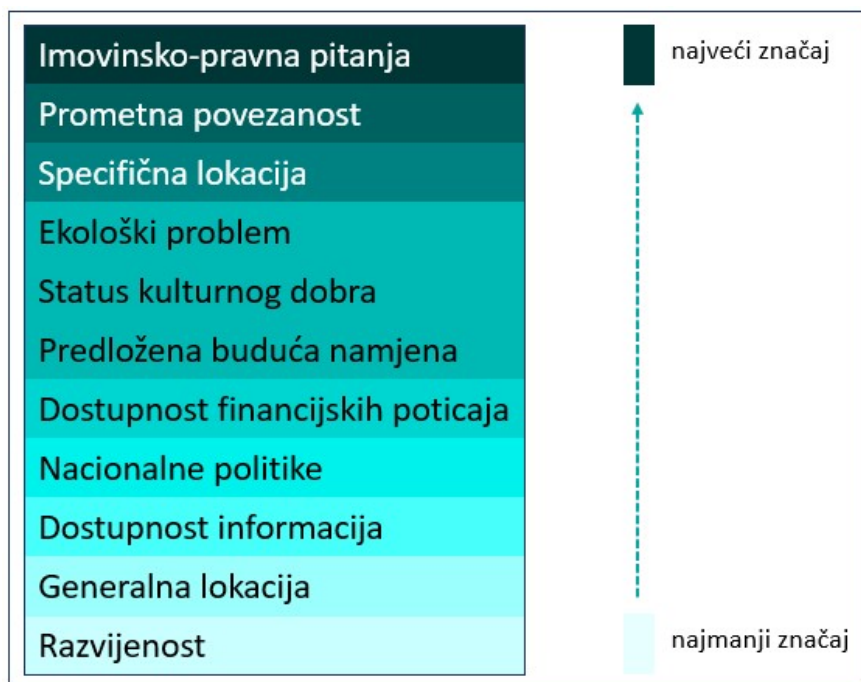 Imovinsko-pravna pitanja
Prometna povezanost
Specifična lokacija
Ekološki problem
Status kulturnog dobra
Predložena buduća namjena
Dostupnost financijskih poticaja
Nacionalne politike
Dostupnost informacija
Generalna lokacija
Razvijenost
najveći značaj
najmanji značaj